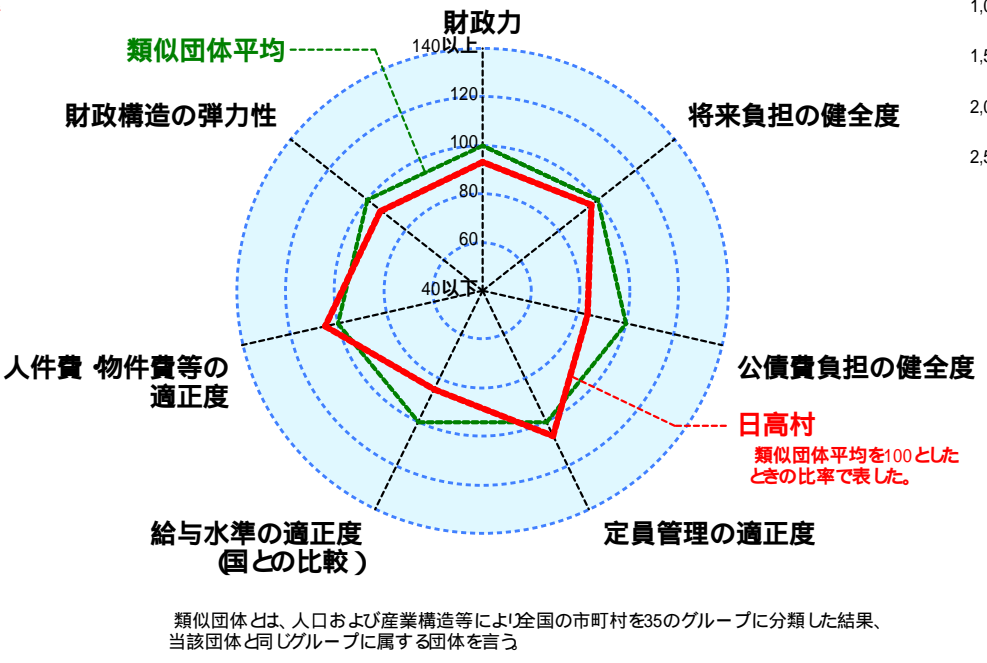 財政力
140以上
類似団体平均
120
財政構造の弾力性
将来負担の健全度
100
80
60
40以下
人件費・物件費等の
適正度
公債費負担の健全度
日高村
類似団体平均を100とした
ときの比率で表した。
給与水準の適正度
(国との比較)
定員管理の適正度
類似団体とは、人口および産業構造等により全国の市町村を35のグループに分類した結果、
当該団体と同じグループに属する団体を言う